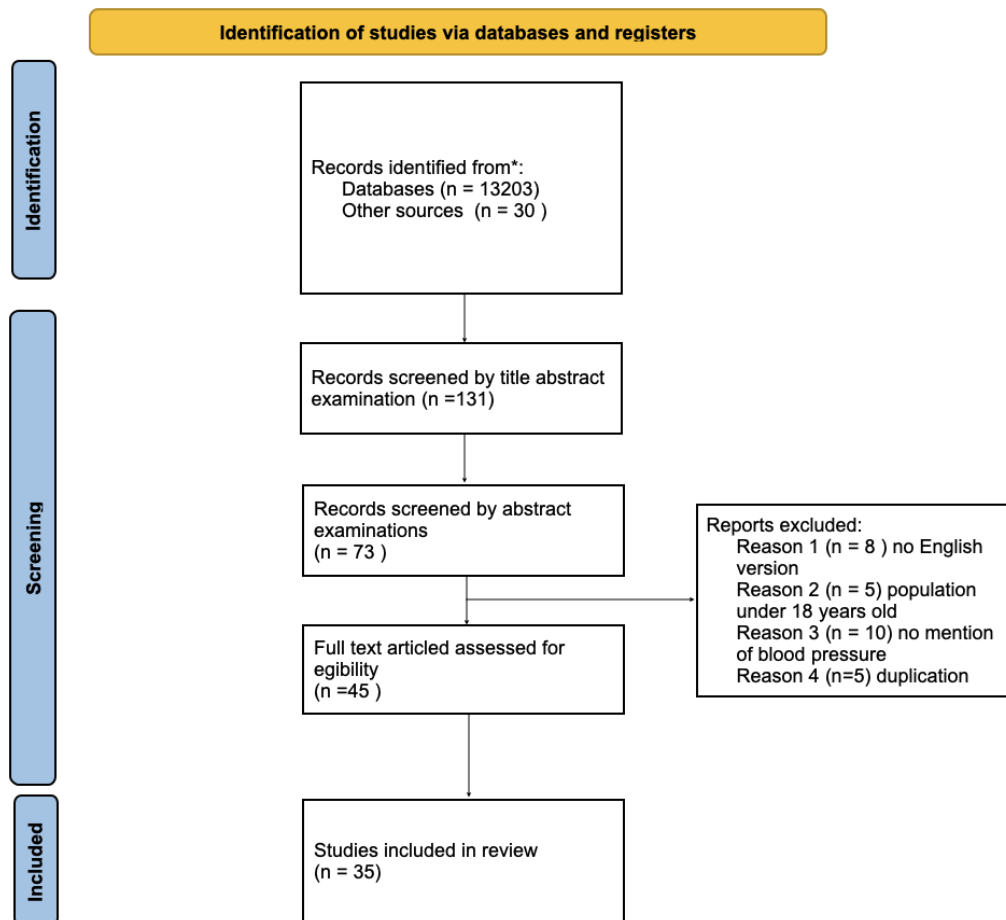 Identification of studies via databases and registers
Identification
Records identified from*:
Databases (n = 13203)
Other sources (n = 30 )
Screening
Records screened by title abstract
examination (n =131)
Records screened by abstract
examinations
(n = 73 )
Reports excluded:
Reason 1 (n = 8 ) no English
version
Reason 2 (n = 5) population
under 18 years old
Reason 3 (n = 10) no mention
of blood pressure
Reason 4 (n=5) duplication
Full text articled assessed for
egibility
(n =45 )
Included
Studies included in review
(n = 35)